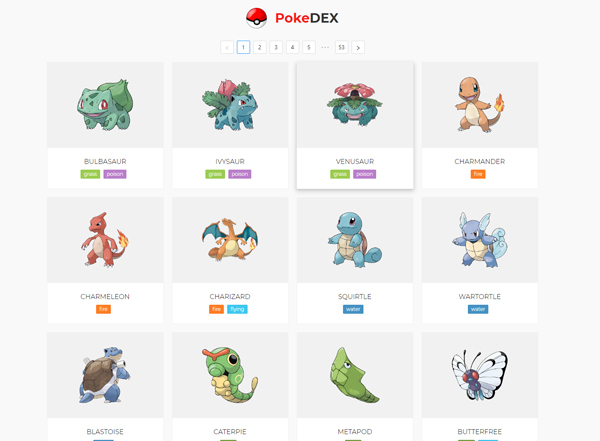 PokeDEX
1 2 3 4 5 ••• 53
BULBASAUR IVYSAUR VENUSAUR CHARMANDER
grass poison grass poison grass poison fire
CHARMELEON CHARIZARD SQUIRTLE WARTORTLE
fire fire flying water water
BLASTOISE CATERPIE METAPOD BUTTERFREE